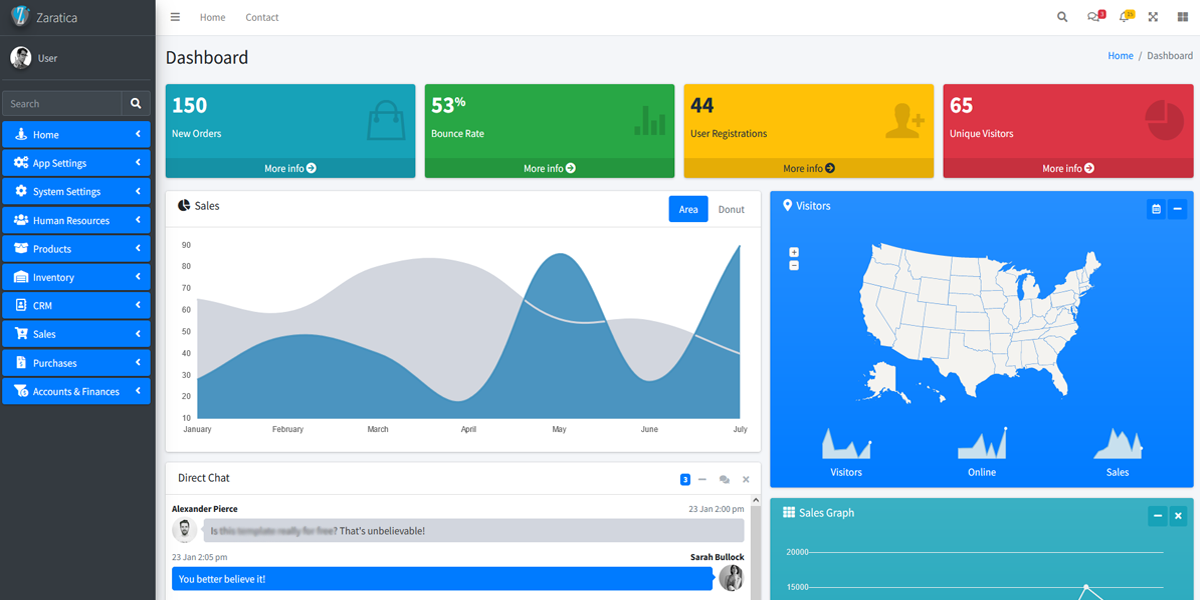 Zaratica
Home
Contact
3
15
User
Dashboard
Home / Dashboard
Search
Home
App Settings
System Settings
Human Resources
Products
Inventory
CRM
Sales
Purchases
Accounts & Finances
150
New Orders
More info
53%
Bounce Rate
More info
44
User Registrations
More info
65
Unique Visitors
More info
Sales
Area
Donut
90
80
70
60
50
40
30
20
10
January
February
March
April
May
June
July
Visitors
+
−
Visitors
Online
Sales
Direct Chat
3
Alexander Pierce
23 Jan 2:00 pm
Is ? That's unbelievable!
23 Jan 2:05 pm
Sarah Bullock
You better believe it!
Sales Graph
20000
15000